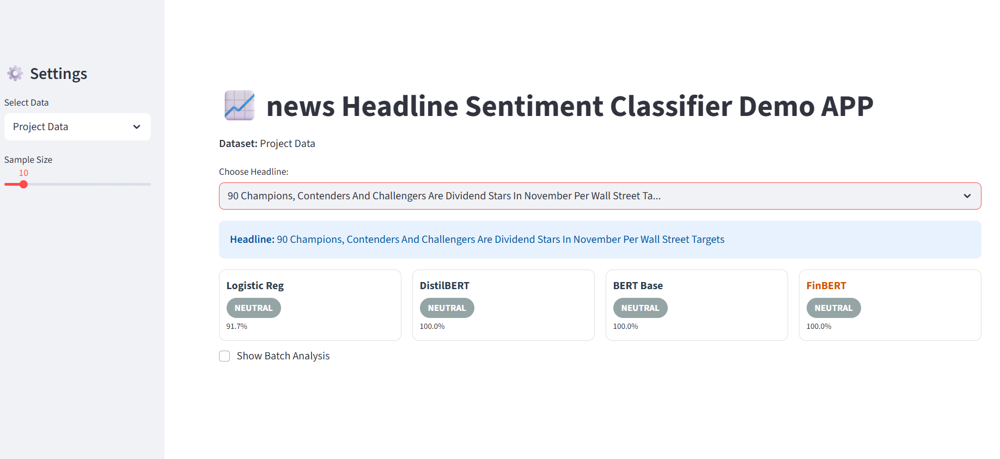 Settings
Select Data
Project Data
Sample Size
10
news Headline Sentiment Classifier Demo APP
Dataset: Project Data
Choose Headline:
90 Champions, Contenders And Challengers Are Dividend Stars In November Per Wall Street Ta...
Headline: 90 Champions, Contenders And Challengers Are Dividend Stars In November Per Wall Street Targets
Logistic Reg
NEUTRAL
91.7%
DistilBERT
NEUTRAL
100.0%
BERT Base
NEUTRAL
100.0%
FinBERT
NEUTRAL
100.0%
Show Batch Analysis